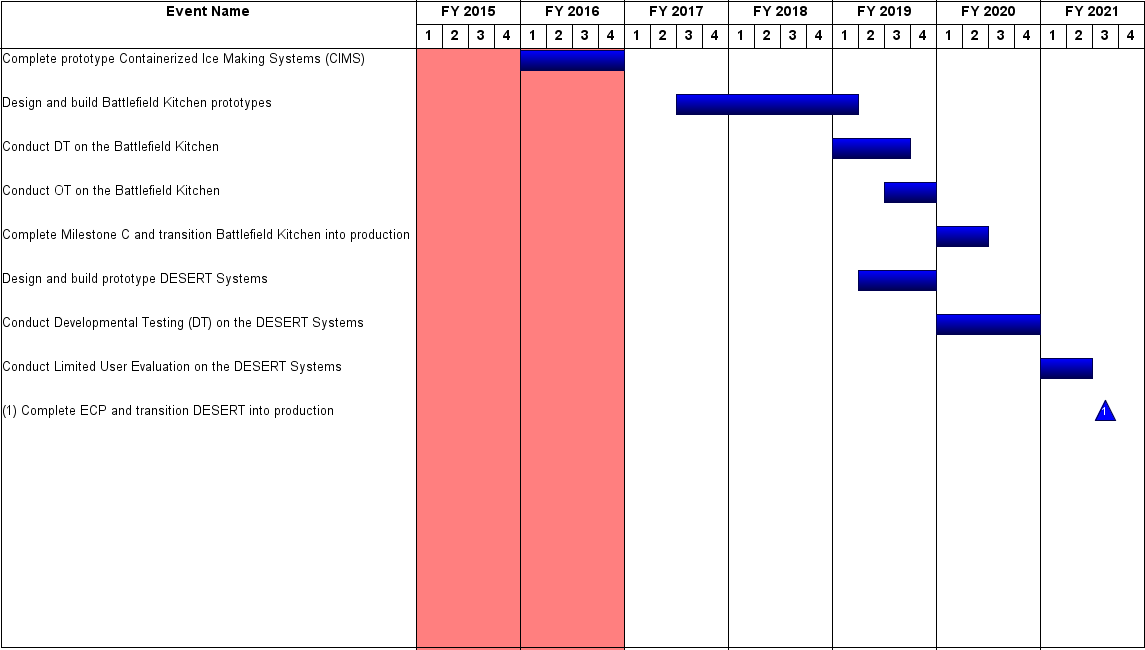 Event Name FY 2015 FY 2016 FY 2017 FY 2018 FY 2019 FY 2020 FY 2021
1 2 3 4 1 2 3 4 1 2 3 4 1 2 3 4 1 2 3 4 1 2 3 4 1 2 3 4
Complete prototype Containerized Ice Making Systems (CIMS)
Design and build Battlefield Kitchen prototypes
Conduct DT on the Battlefield Kitchen
Conduct OT on the Battlefield Kitchen
Complete Milestone C and transition Battlefield Kitchen into production
Design and build prototype DESERT Systems
Conduct Developmental Testing (DT) on the DESERT Systems
Conduct Limited User Evaluation on the DESERT Systems
(1) Complete ECP and transition DESERT into production 1